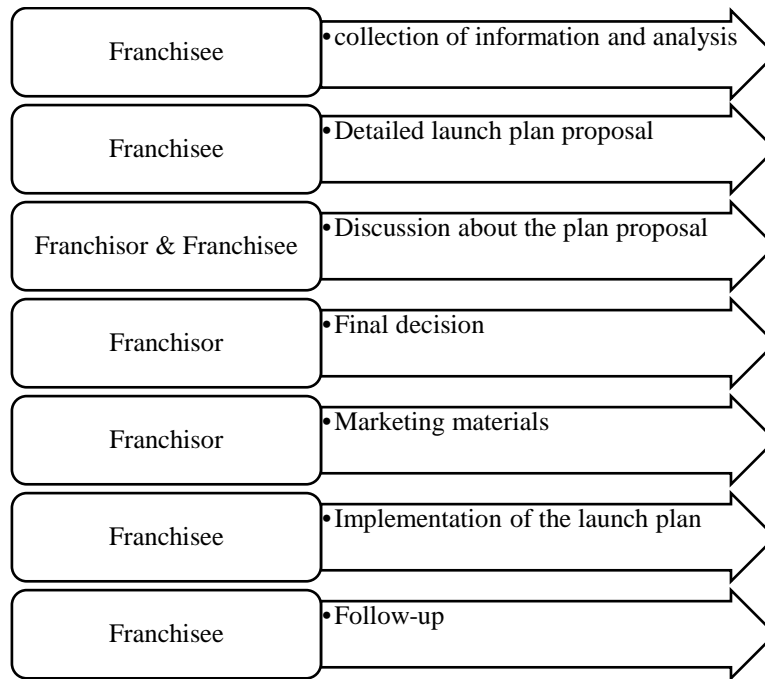 Franchisee
•collection of information and analysis
Franchisee
•Detailed launch plan proposal
Franchisor & Franchisee
•Discussion about the plan proposal
Franchisor
•Final decision
Franchisor
•Marketing materials
Franchisee
•Implementation of the launch plan
Franchisee
•Follow-up